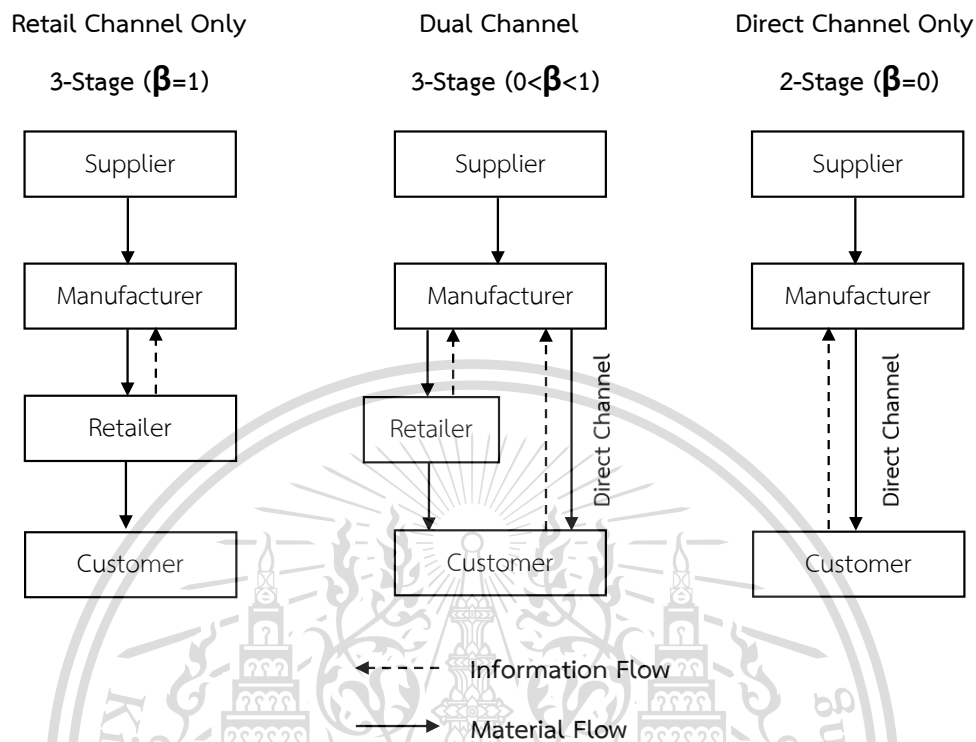 Retail Channel Only
3-Stage (β=1)
Supplier
Manufacturer
Retailer
Customer
Dual Channel
3-Stage (0<β<1)
Supplier
Manufacturer
Retailer
Direct Channel
Customer
Direct Channel Only
2-Stage (β=0)
Supplier
Manufacturer
Direct Channel
Customer
Information Flow
Material Flow